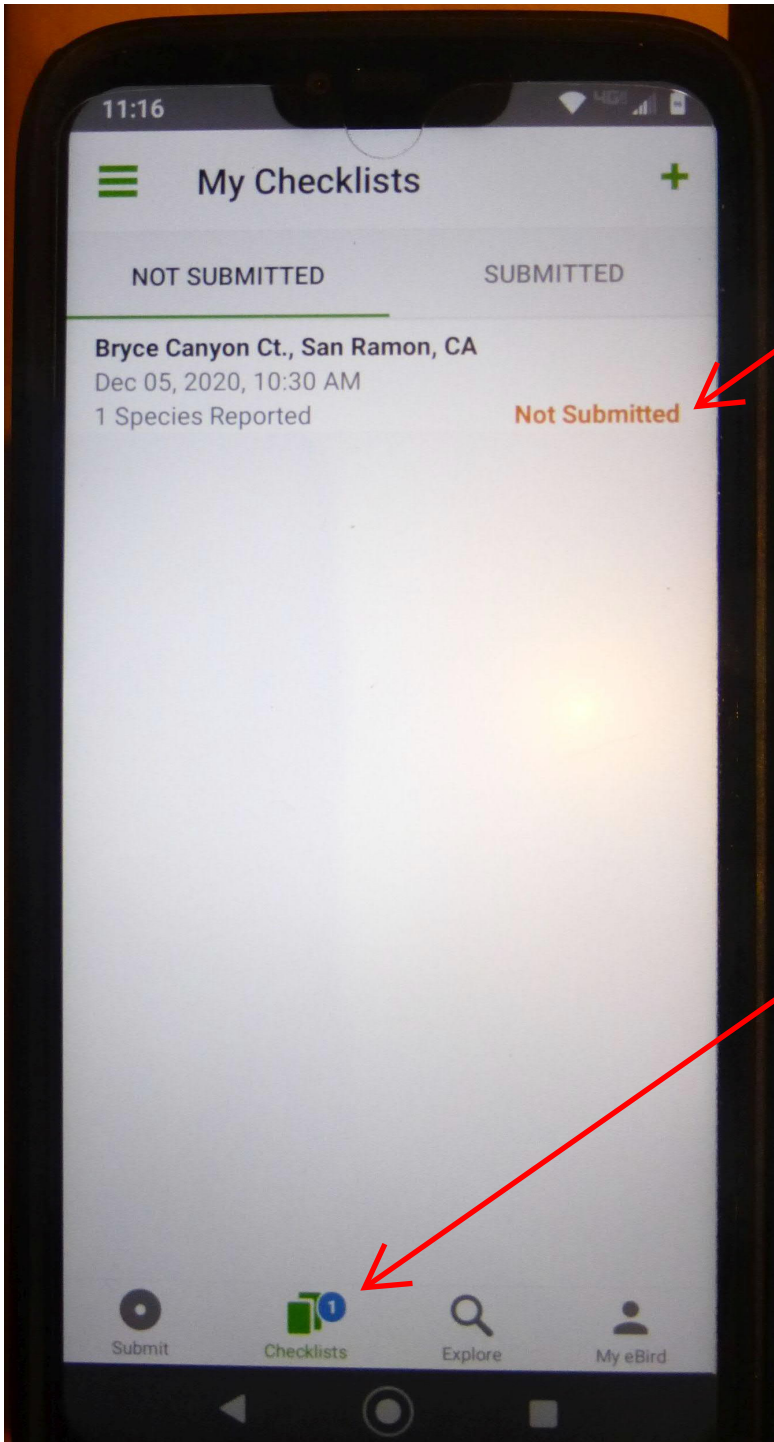 11:16 4G
My Checklists +
NOT SUBMITTED SUBMITTED
Bryce Canyon Ct., San Ramon, CA
Dec 05, 2020, 10:30 AM
1 Species Reported Not Submitted
1
Submit Checklists Explore My eBird